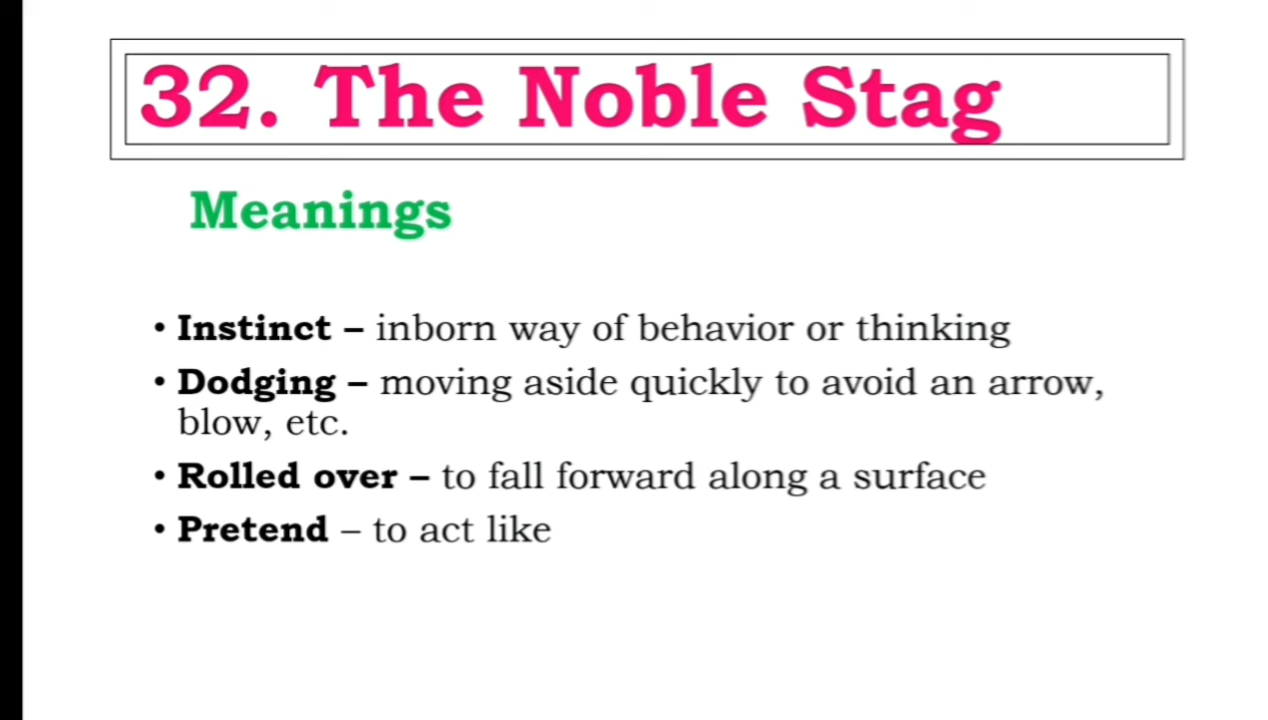 32. The Noble Stag
Meanings
• Instinct – inborn way of behavior or thinking
• Dodging – moving aside quickly to avoid an arrow,
blow, etc.
• Rolled over – to fall forward along a surface
• Pretend – to act like